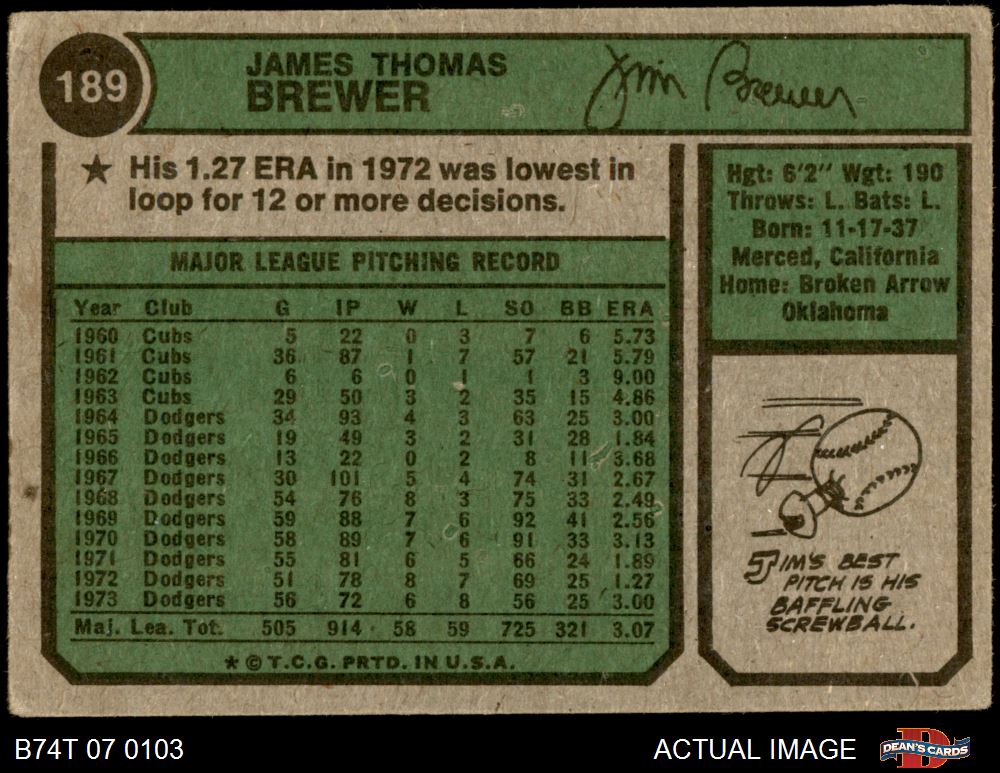 189
JAMES THOMAS
BREWER
Jim Brewer
★ His 1.27 ERA in 1972 was lowest in
loop for 12 or more decisions.
MAJOR LEAGUE PITCHING RECORD
Year Club G IP W L SO BB ERA
1960 Cubs 5 22 0 3 7 6 5.73
1961 Cubs 36 87 1 7 57 21 5.79
1962 Cubs 6 6 0 1 1 3 9.00
1963 Cubs 29 50 3 2 35 15 4.86
1964 Dodgers 34 93 4 3 63 25 3.00
1965 Dodgers 19 49 3 2 31 28 1.84
1966 Dodgers 13 22 0 2 8 11 3.68
1967 Dodgers 30 101 5 4 74 31 2.67
1968 Dodgers 54 76 8 3 75 33 2.49
1969 Dodgers 59 88 7 6 92 41 2.56
1970 Dodgers 58 89 7 6 91 33 3.13
1971 Dodgers 55 81 6 5 66 24 1.89
1972 Dodgers 51 78 8 7 69 25 1.27
1973 Dodgers 56 72 6 8 56 25 3.00
Maj. Lea. Tot. 505 914 58 59 725 321 3.07
★ © T.C.G. PRTD. IN U.S.A.
Hgt: 6'2" Wgt: 190
Throws: L. Bats: L.
Born: 11-17-37
Merced, California
Home: Broken Arrow
Oklahoma
JIM'S BEST
PITCH IS HIS
BAFFLING
SCREWBALL.
B74T 07 0103
ACTUAL IMAGE
DEAN'S CARDS